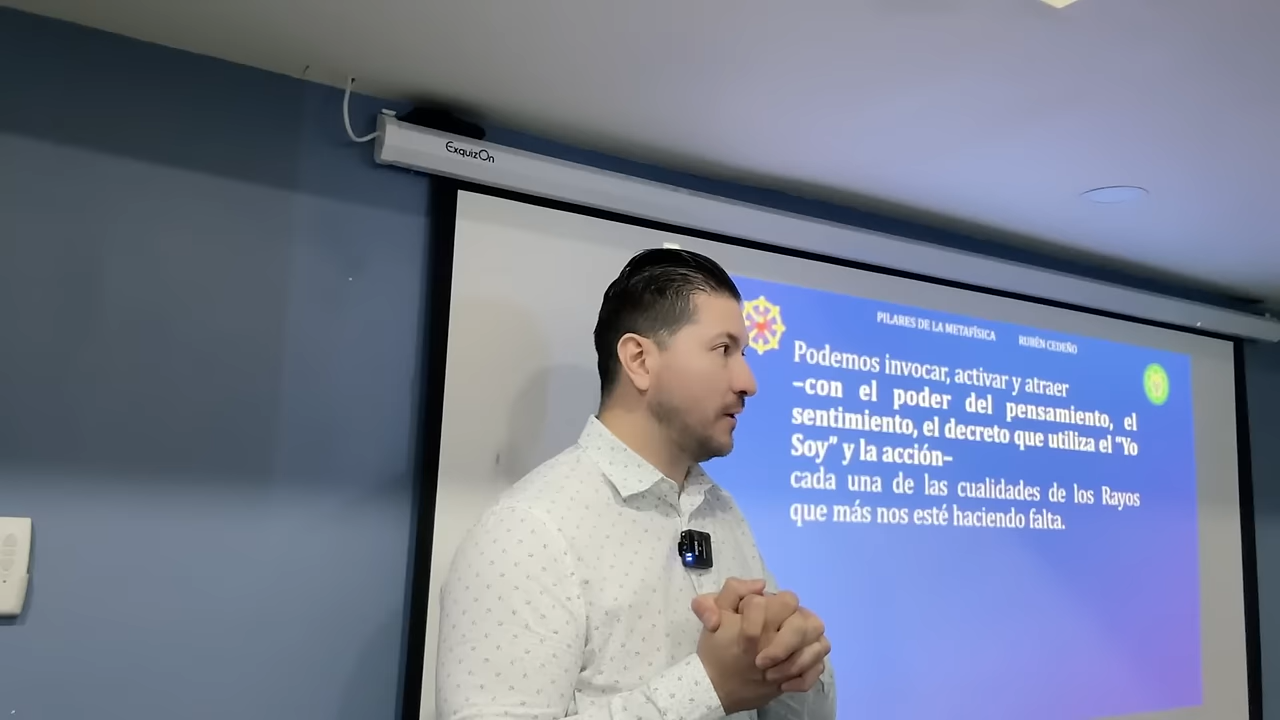 ExquizOn
PILARES DE LA METAFÍSICA RUBÉN CEDEÑO
Podemos invocar, activar y atraer
–con el poder del pensamiento, el
sentimiento, el decreto que utiliza el "Yo
Soy" y la acción–
cada una de las cualidades de los Rayos
que más nos esté haciendo falta.